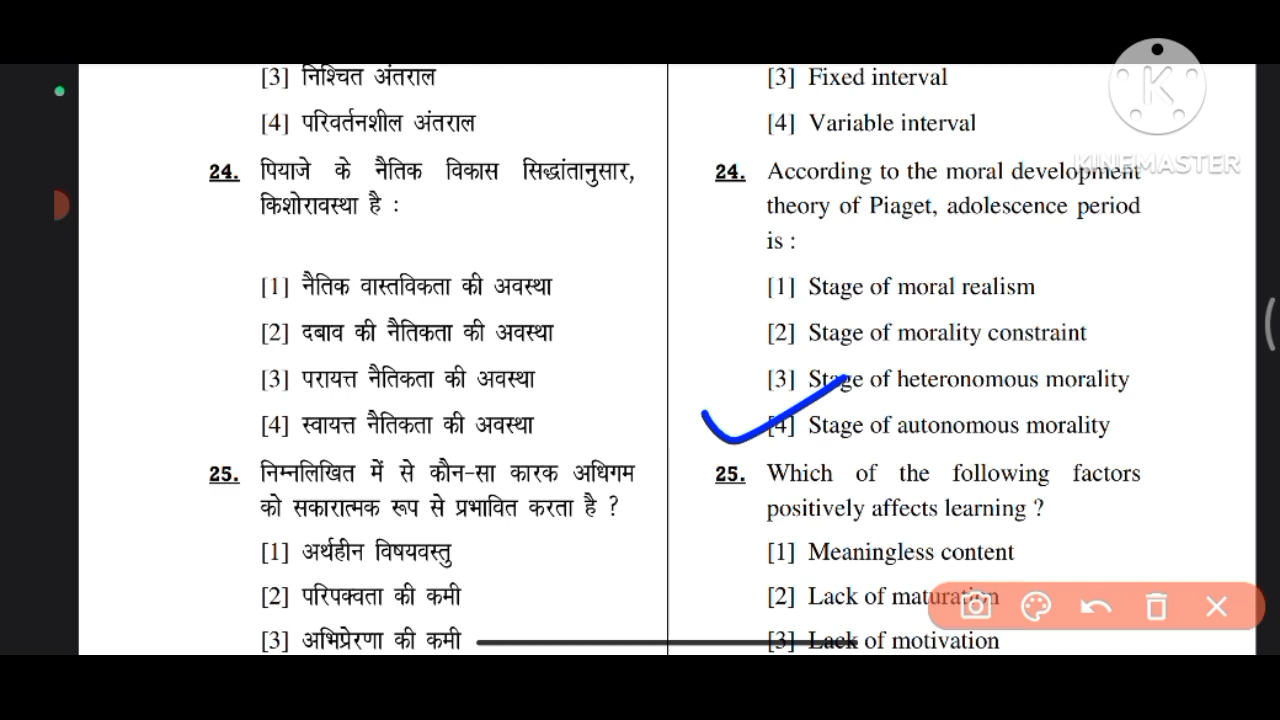 [3] निश्चित अंतराल
[4] परिवर्तनशील अंतराल
24. पियाजे के नैतिक विकास सिद्धांतानुसार,
किशोरावस्था है :
[1] नैतिक वास्तविकता की अवस्था
[2] दबाव की नैतिकता की अवस्था
[3] परायत्त नैतिकता की अवस्था
[4] स्वायत्त नैतिकता की अवस्था
25. निम्नलिखित में से कौन-सा कारक अधिगम
को सकारात्मक रूप से प्रभावित करता है ?
[1] अर्थहीन विषयवस्तु
[2] परिपक्वता की कमी
[3] अभिप्रेरणा की कमी
[3] Fixed interval
[4] Variable interval
24. According to the moral development
theory of Piaget, adolescence period
is :
[1] Stage of moral realism
[2] Stage of morality constraint
[3] Stage of heteronomous morality
[4] Stage of autonomous morality
25. Which of the following factors
positively affects learning ?
[1] Meaningless content
[2] Lack of maturation
[3] Lack of motivation
K
KINEMASTER